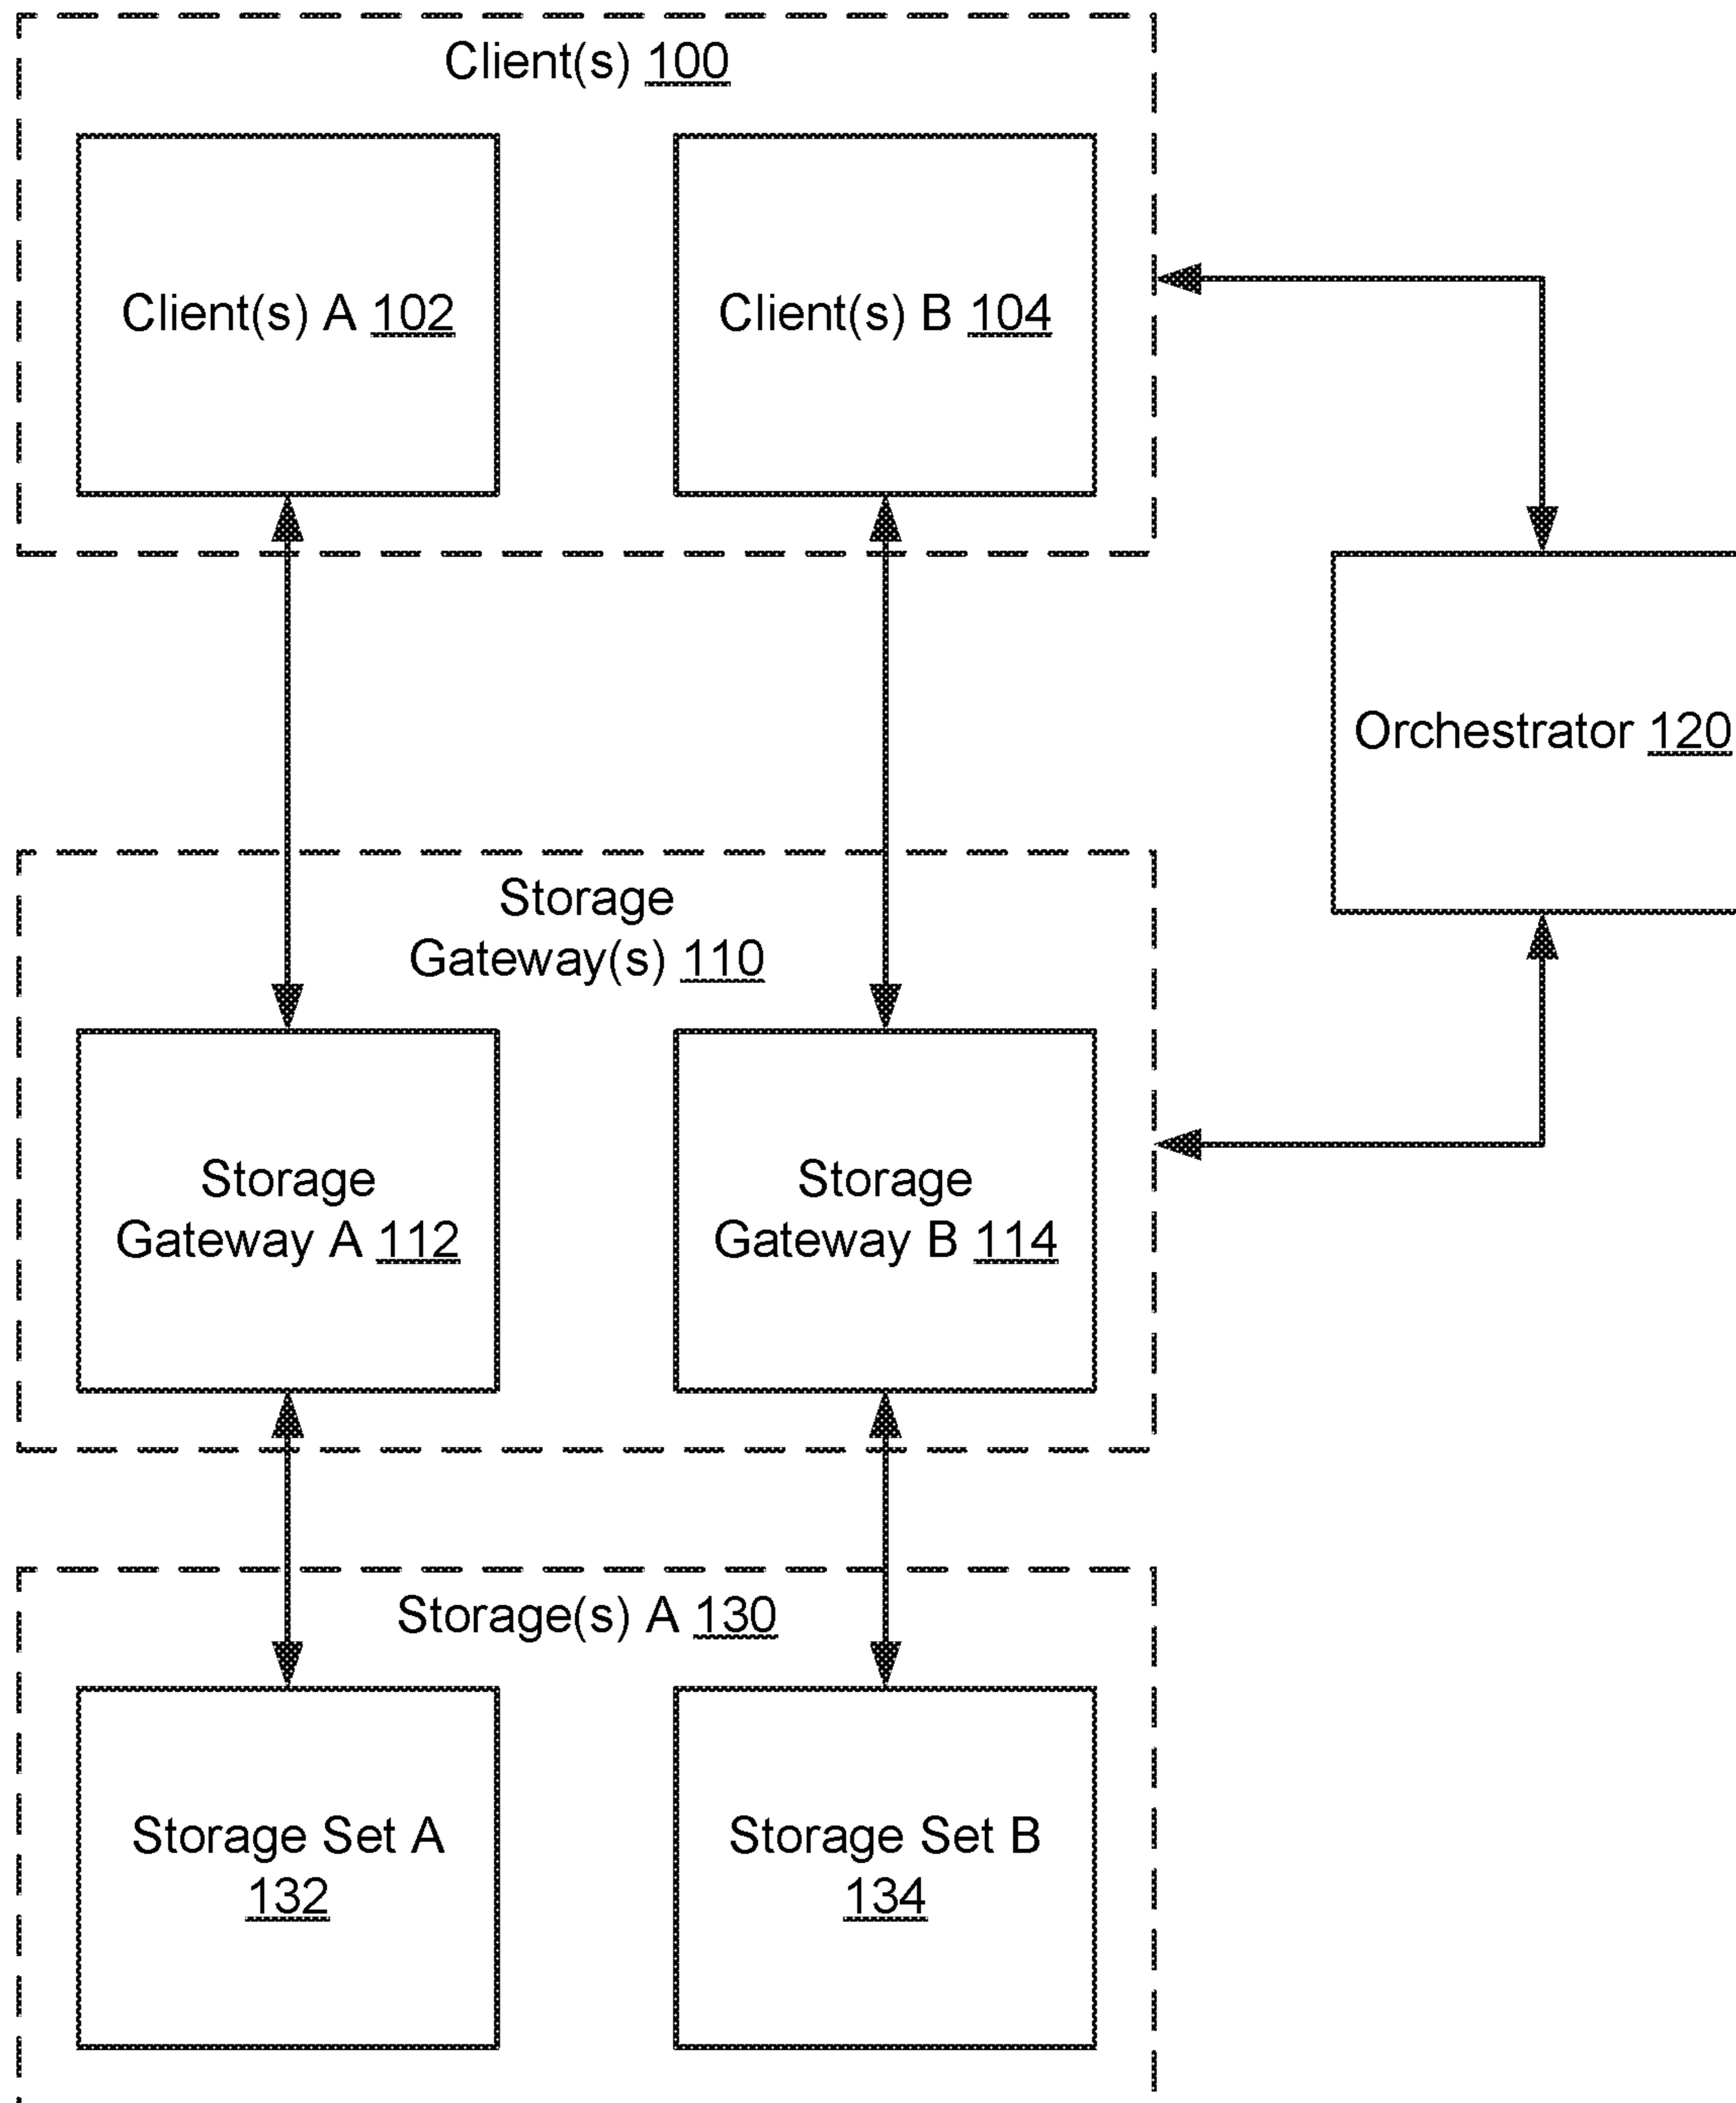 Client(s) 100
Client(s) A 102
Client(s) B 104
Orchestrator 120
Storage
Gateway(s) 110
Storage
Gateway A 112
Storage
Gateway B 114
Storage(s) A 130
Storage Set A
132
Storage Set B
134